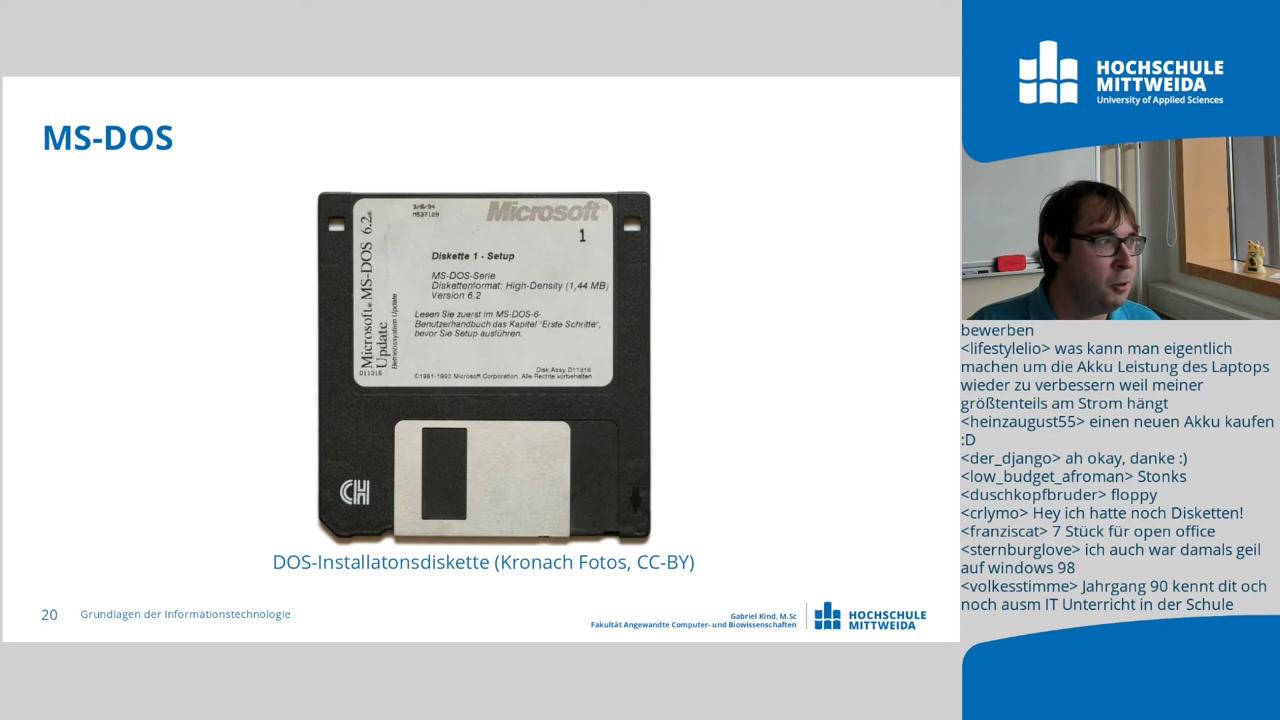 MS-DOS
3/8/94
MS37129
Microsoft®
1
Microsoft® MS-DOS 6.2®
Update
Betriebssystem Update
D11316
Diskette 1 - Setup
MS-DOS-Serie
Diskettenformat: High-Density (1,44 MB)
Version 6.2
Lesen Sie zuerst im MS-DOS-6-
Benutzerhandbuch das Kapitel "Erste Schritte",
bevor Sie Setup ausführen.
Disk Assy D11316
©1981-1993 Microsoft Corporation. Alle Rechte vorbehalten
DOS-Installatonsdiskette (Kronach Fotos, CC-BY)
20
Grundlagen der Informationstechnologie
Gabriel Kind, M.Sc
Fakultät Angewandte Computer- und Biowissenschaften
HOCHSCHULE
MITTWEIDA
HOCHSCHULE
MITTWEIDA
University of Applied Sciences
bewerben
<lifestylelio> was kann man eigentlich
machen um die Akku Leistung des Laptops
wieder zu verbessern weil meiner
größtenteils am Strom hängt
<heinzaugust55> einen neuen Akku kaufen
:D
<der_django> ah okay, danke :)
<low_budget_afroman> Stonks
<duschkopfbruder> floppy
<crlymo> Hey ich hatte noch Disketten!
<franziscat> 7 Stück für open office
<sternburglove> ich auch war damals geil
auf windows 98
<volkesstimme> Jahrgang 90 kennt dit och
noch ausm IT Unterricht in der Schule